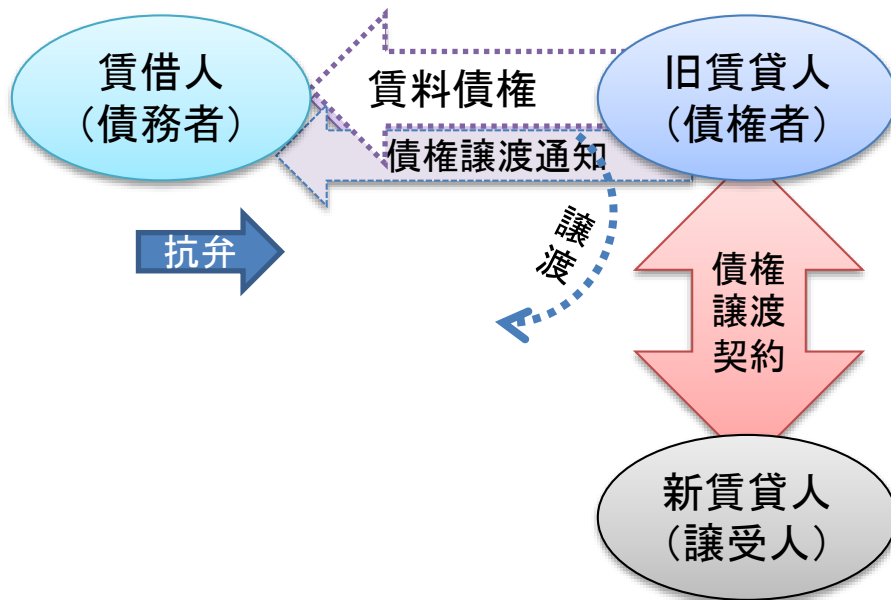 賃借人
（債務者）
賃料債権
旧賃貸人
（債権者）
債権譲渡通知
抗弁
譲渡
債権
譲渡
契約
新賃貸人
（譲受人）